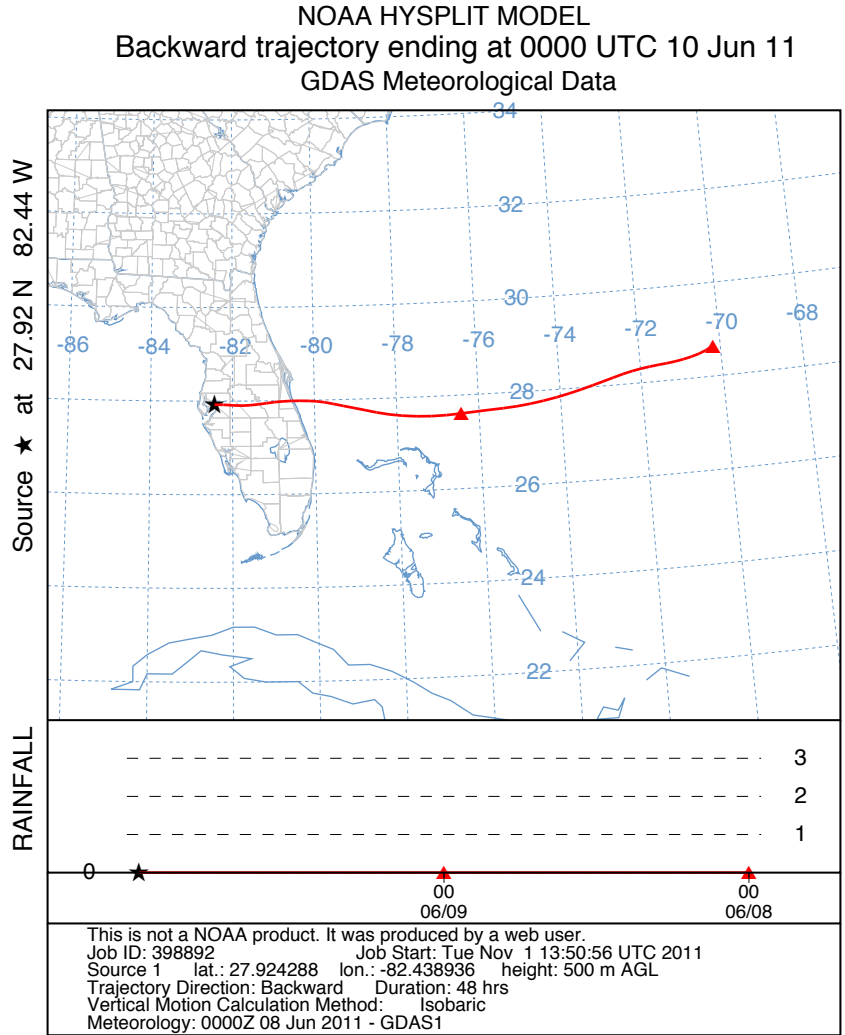 NOAA HYSPLIT MODEL
Backward trajectory ending at 0000 UTC 10 Jun 11
GDAS Meteorological Data
Source ★ at 27.92 N 82.44 W
34
32
30
-86 -84 -82 -80 -78 -76 -74 -72 -70 -68
28
26
24
22
RAINFALL
3
2
1
0
00 00
06/09 06/08
This is not a NOAA product. It was produced by a web user.
Job ID: 398892 Job Start: Tue Nov 1 13:50:56 UTC 2011
Source 1 lat.: 27.924288 lon.: -82.438936 height: 500 m AGL
Trajectory Direction: Backward Duration: 48 hrs
Vertical Motion Calculation Method: Isobaric
Meteorology: 0000Z 08 Jun 2011 - GDAS1